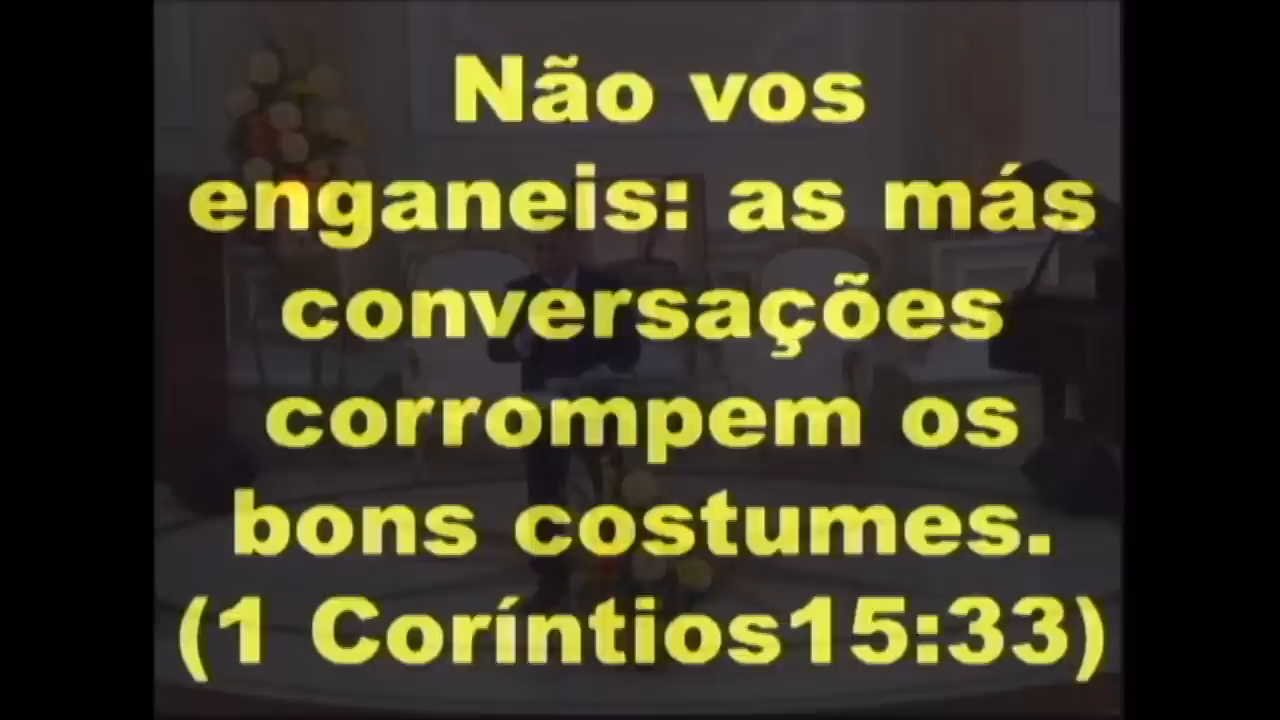 Não vos
enganeis: as más
conversações
corrompem os
bons costumes.
(1 Coríntios15:33)